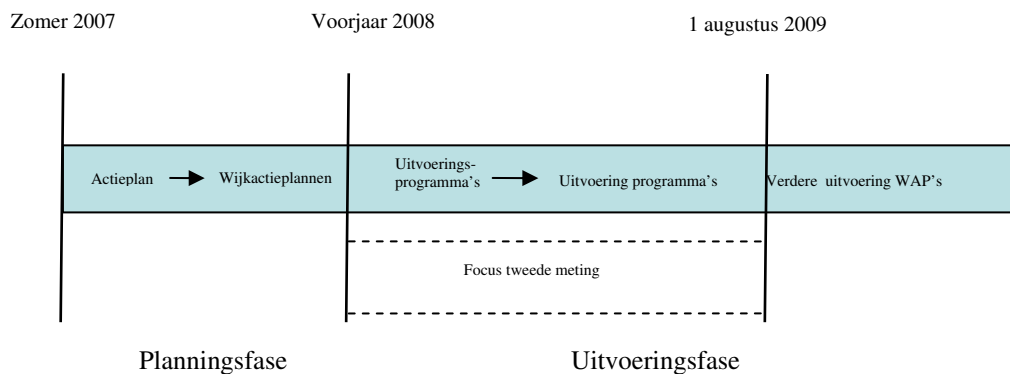 Zomer 2007
Voorjaar 2008
1 augustus 2009
Actieplan
Wijkactieplannen
Uitvoerings-
programma's
Uitvoering programma's
Verdere uitvoering WAP's
Focus tweede meting
Planningsfase
Uitvoeringsfase